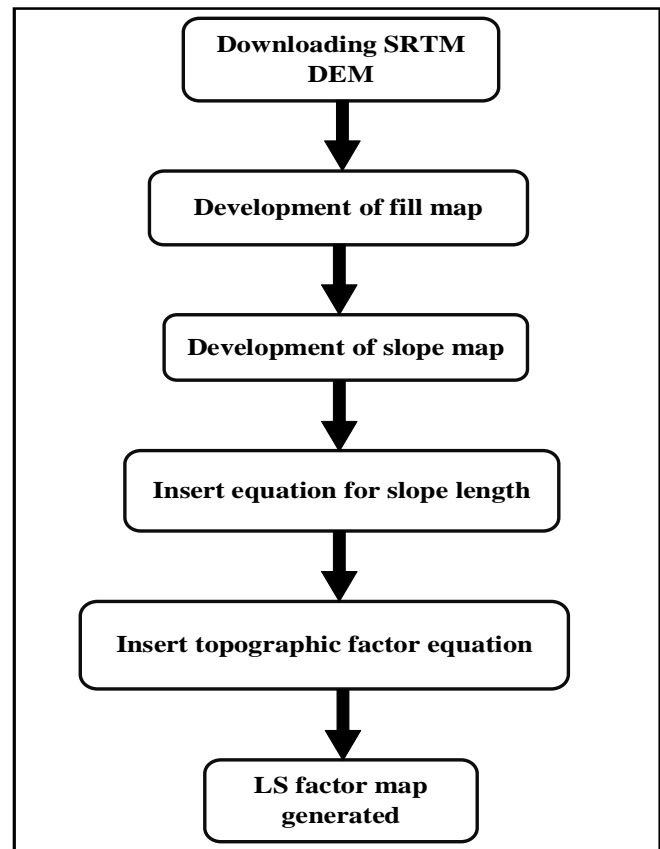 Downloading SRTM
DEM
Development of fill map
Development of slope map
Insert equation for slope length
Insert topographic factor equation
LS factor map
generated